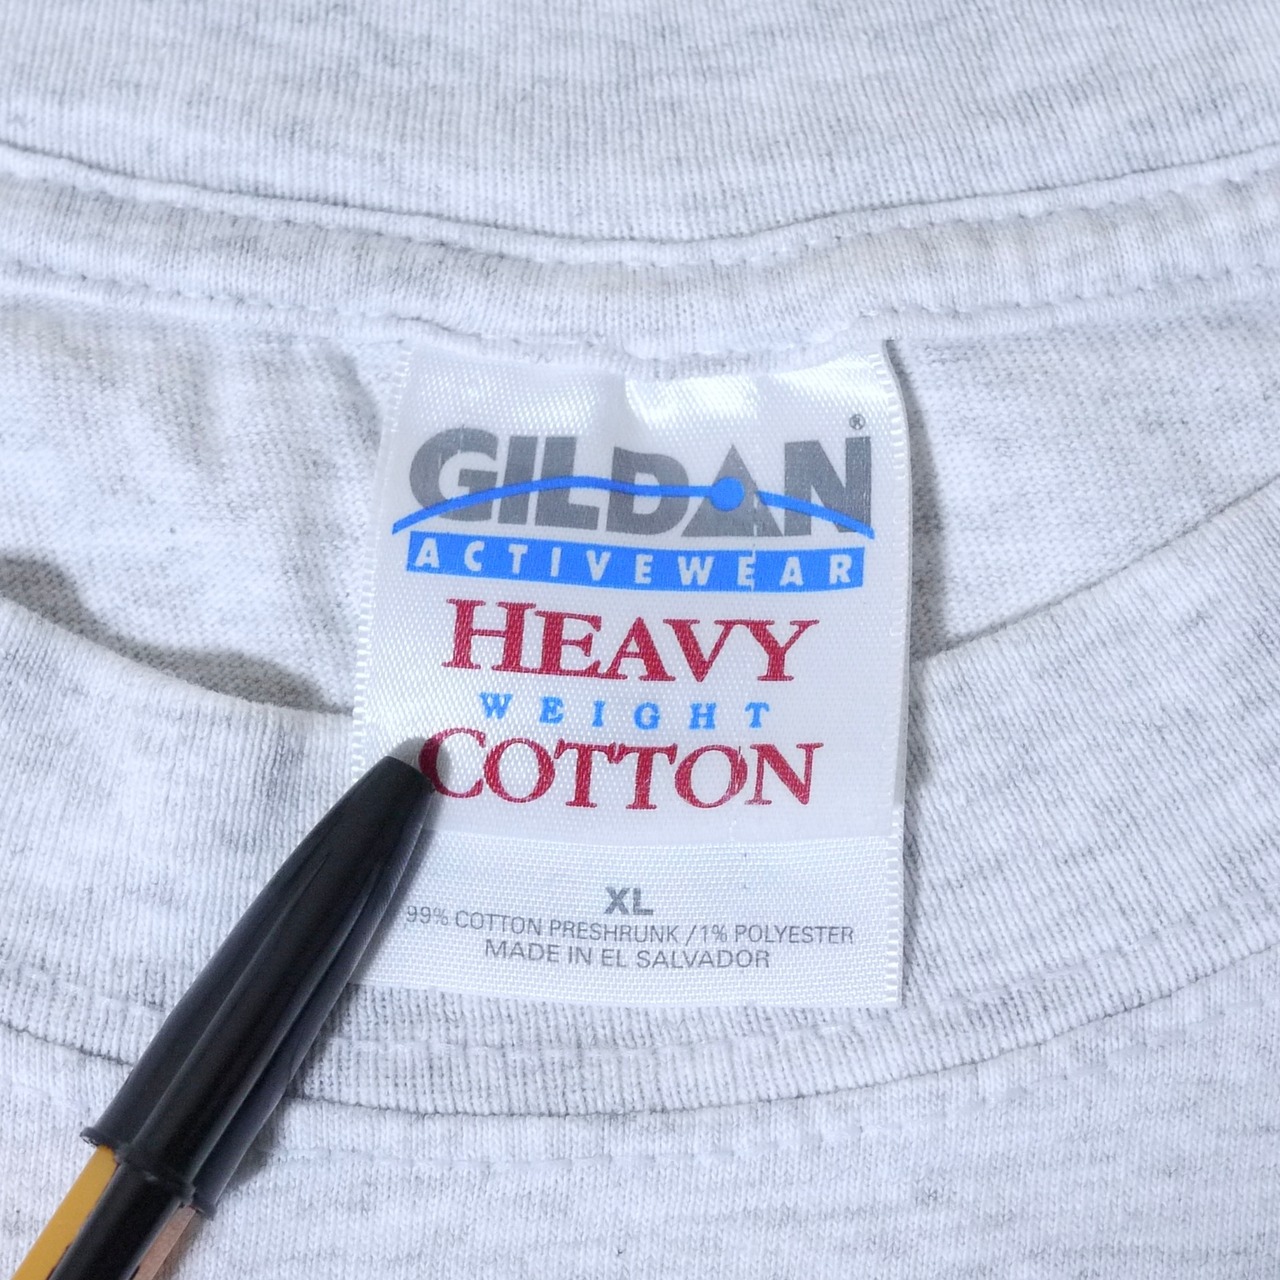 GILDAN®
ACTIVEWEAR
HEAVY
WEIGHT
COTTON
XL
99% COTTON PRESHRUNK /1% POLYESTER
MADE IN EL SALVADOR